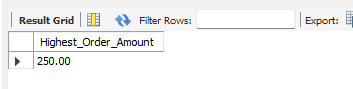 Result Grid Filter Rows: Export:
Highest_Order_Amount
250.00